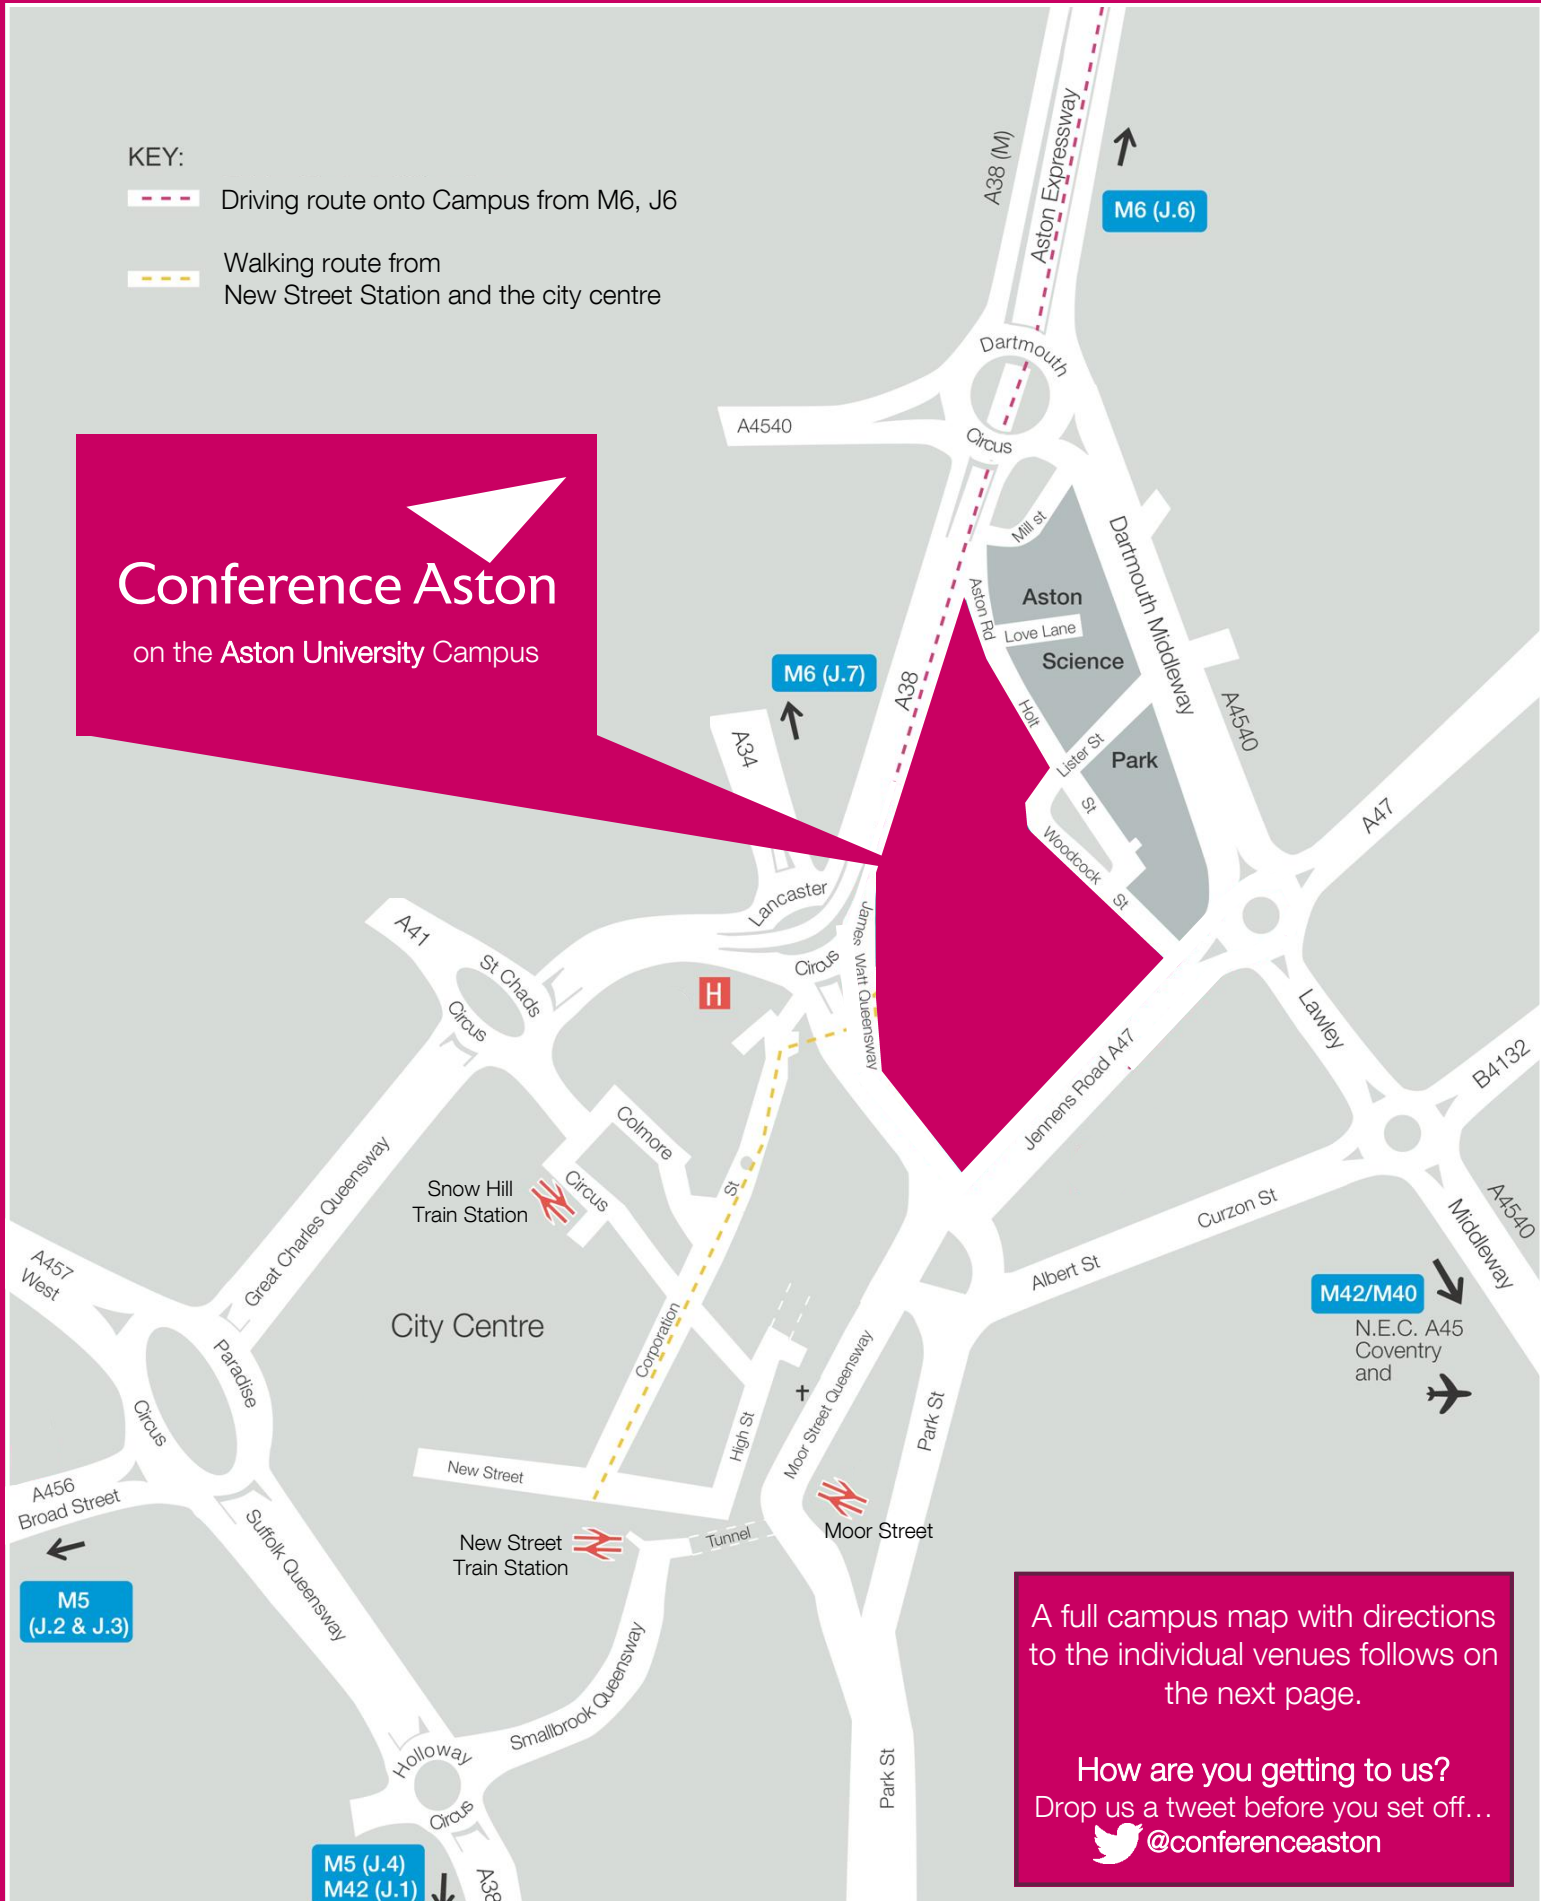 KEY:
Driving route onto Campus from M6, J6
Walking route from
New Street Station and the city centre
A38 (M)
Aston Expressway
M6 (J.6)
Dartmouth
Circus
A4540
Conference Aston
on the Aston University Campus
Mill st
Aston Rd
Aston
Love Lane
Science
Park
Dartmouth Middleway
A4540
M6 (J.7)
A38
A34
Holt
St
Lister St
Woodcock
St
A47
Lancaster
Circus
James Watt Queensway
A41
St Chads
Circus
H
Lawley
B4132
Jennens Road A47
Colmore
Circus
Snow Hill
Train Station
St
Corporation
Great Charles Queensway
A457
West
City Centre
Paradise
Circus
Curzon St
Albert St
A4540
Middleway
M42/M40
N.E.C. A45
Coventry
and
Moor Street Queensway
Park St
High St
New Street
A456
Broad Street
M5
(J.2 & J.3)
Suffolk Queensway
New Street
Train Station
Tunnel
Moor Street
Smallbrook Queensway
Holloway
Circus
Park St
M5 (J.4)
M42 (J.1)
A38
A full campus map with directions
to the individual venues follows on
the next page.
How are you getting to us?
Drop us a tweet before you set off…
@conferenceaston